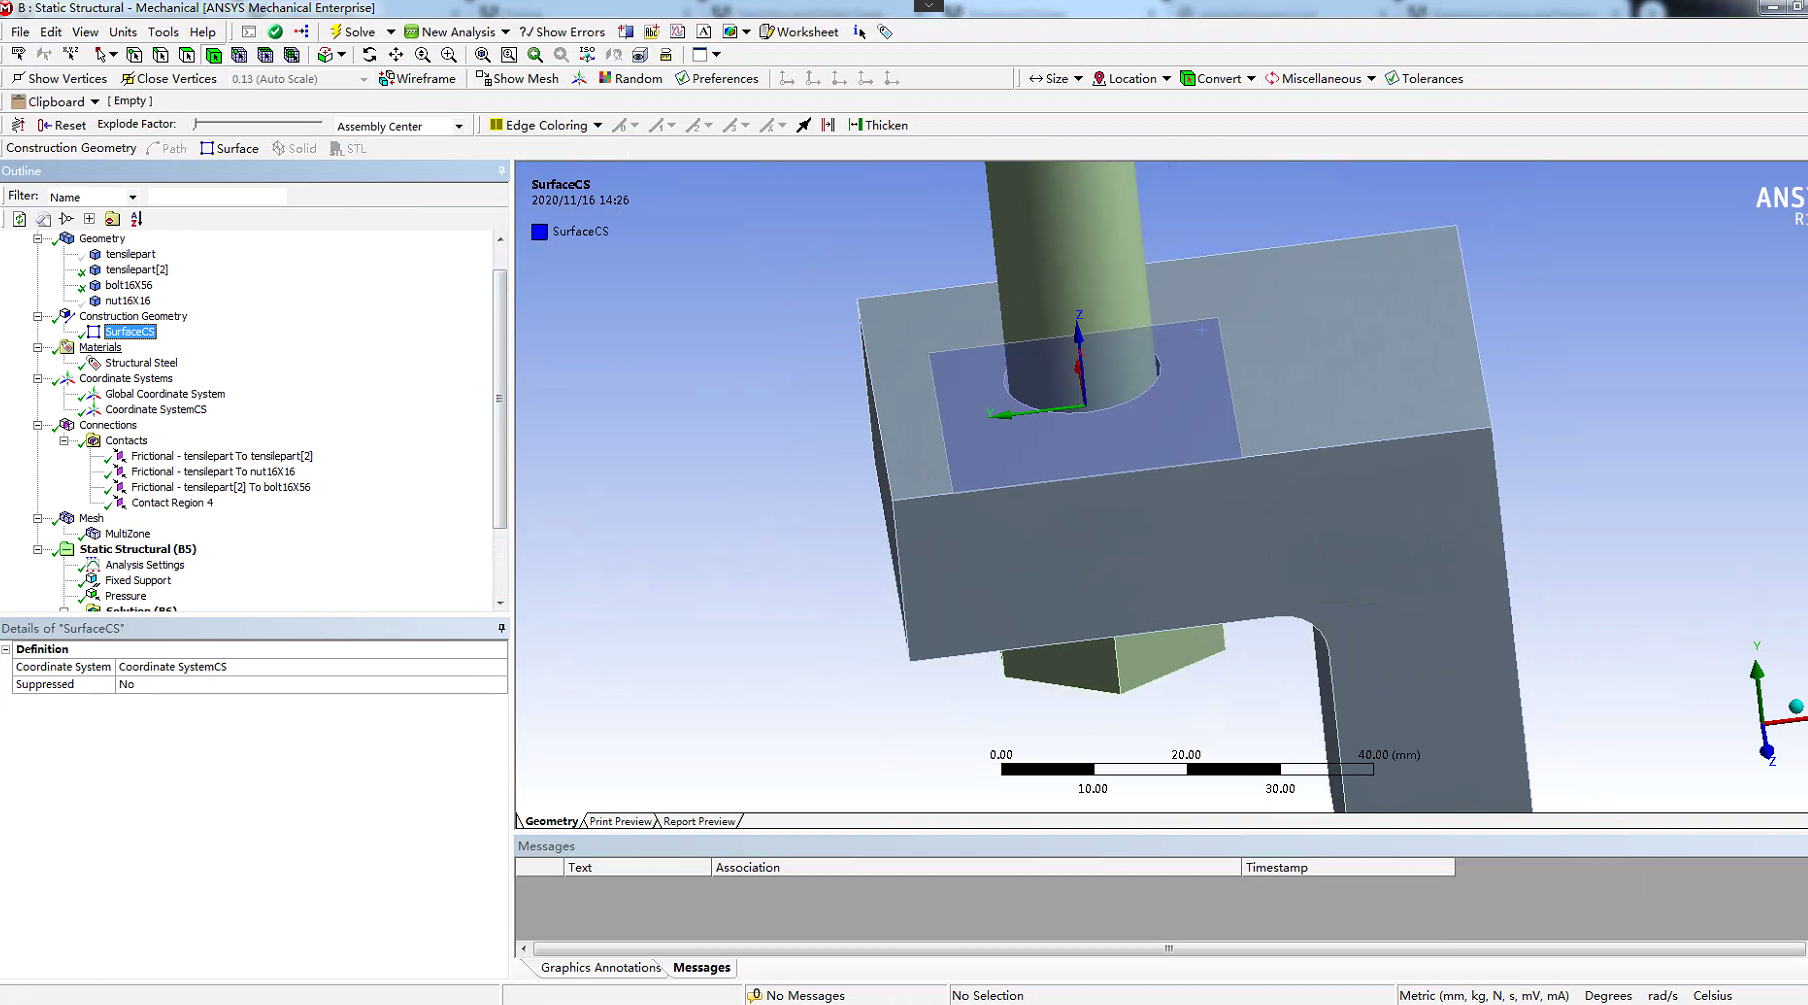 B : Static Structural - Mechanical [ANSYS Mechanical Enterprise]
File Edit View Units Tools Help Solve New Analysis ?/ Show Errors Worksheet
Show Vertices Close Vertices 0.13 (Auto Scale) Wireframe Show Mesh Random Preferences Size Location Convert Miscellaneous Tolerances
Clipboard [ Empty ]
Reset Explode Factor: Assembly Center Edge Coloring Thicken
Construction Geometry Path Surface Solid STL
Outline
Filter: Name
Geometry
tensilepart
tensilepart[2]
bolt16X56
nut16X16
Construction Geometry
SurfaceCS
Materials
Structural Steel
Coordinate Systems
Global Coordinate System
Coordinate SystemCS
Connections
Contacts
Frictional - tensilepart To tensilepart[2]
Frictional - tensilepart To nut16X16
Frictional - tensilepart[2] To bolt16X56
Contact Region 4
Mesh
MultiZone
Static Structural (B5)
Analysis Settings
Fixed Support
Pressure
Solution (B6)
Details of "SurfaceCS"
Definition
Coordinate System Coordinate SystemCS
Suppressed No
SurfaceCS
2020/11/16 14:26
SurfaceCS
ANS
Z
Y
Y
Z
0.00 20.00 40.00 (mm)
10.00 30.00
Geometry Print Preview Report Preview
Messages
Text Association Timestamp
Graphics Annotations Messages
0 No Messages No Selection Metric (mm, kg, N, s, mV, mA) Degrees rad/s Celsius